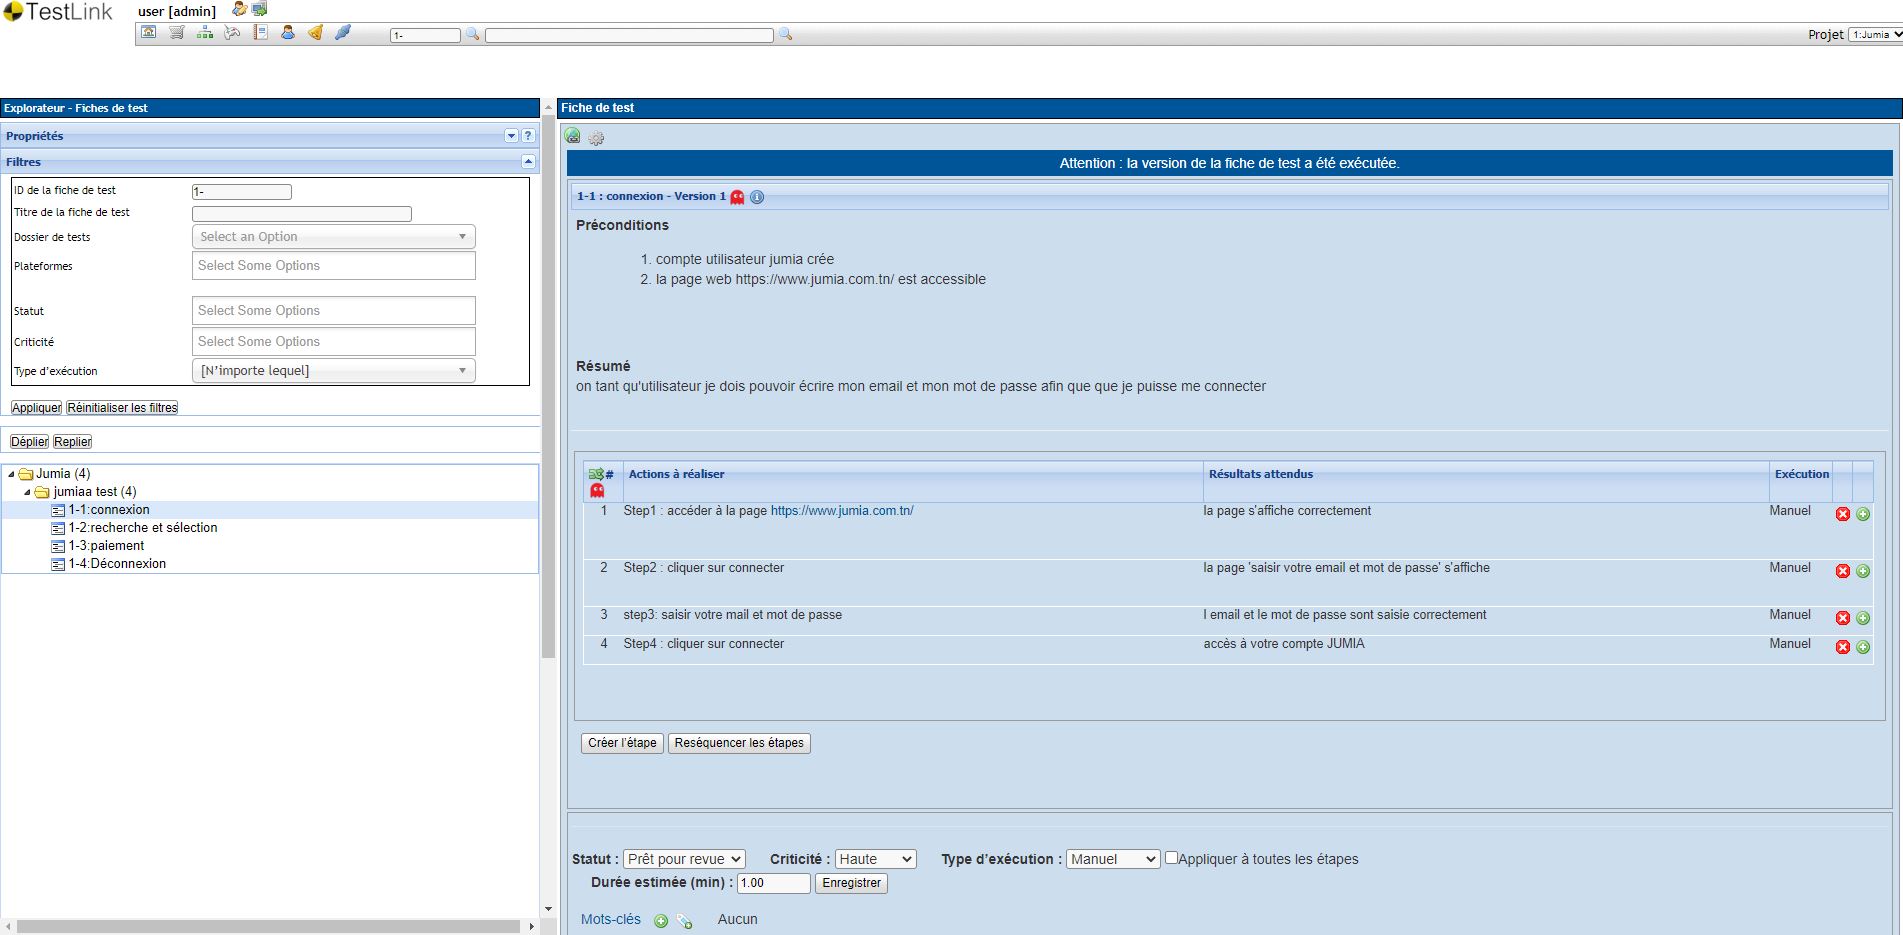 TestLink
user [admin]
1-
Projet 1:Jumia
Explorateur - Fiches de test
Propriétés
Filtres
ID de la fiche de test 1-
Titre de la fiche de test
Dossier de tests Select an Option
Plateformes Select Some Options
Statut Select Some Options
Criticité Select Some Options
Type d'exécution [N'importe lequel]
Appliquer Réinitialiser les filtres
Déplier Replier
Jumia (4)
jumiaa test (4)
1-1:connexion
1-2:recherche et sélection
1-3:paiement
1-4:Déconnexion
Fiche de test
Attention : la version de la fiche de test a été exécutée.
1-1 : connexion - Version 1
Préconditions
1. compte utilisateur jumia crée
2. la page web https://www.jumia.com.tn/ est accessible
Résumé
on tant qu'utilisateur je dois pouvoir écrire mon email et mon mot de passe afin que que je puisse me connecter
# Actions à réaliser Résultats attendus Exécution
1 Step1 : accéder à la page https://www.jumia.com.tn/ la page s'affiche correctement Manuel
2 Step2 : cliquer sur connecter la page 'saisir votre email et mot de passe' s'affiche Manuel
3 step3: saisir votre mail et mot de passe l email et le mot de passe sont saisie correctement Manuel
4 Step4 : cliquer sur connecter accès à votre compte JUMIA Manuel
Créer l'étape Reséquencer les étapes
Statut : Prêt pour revue Criticité : Haute Type d'exécution : Manuel Appliquer à toutes les étapes
Durée estimée (min) : 1.00 Enregistrer
Mots-clés Aucun